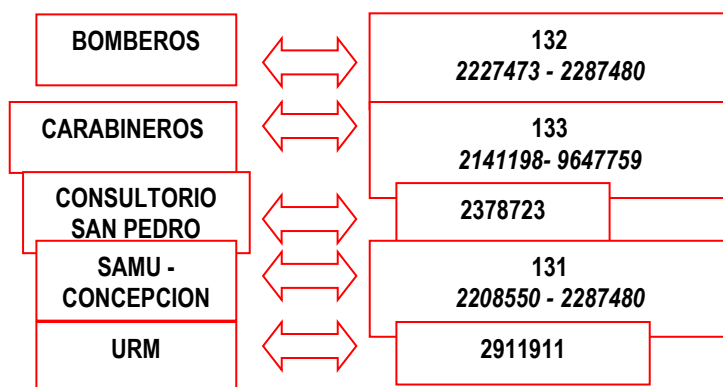 BOMBEROS
132
2227473 - 2287480
CARABINEROS
133
2141198- 9647759
CONSULTORIO
SAN PEDRO
2378723
SAMU -
CONCEPCION
131
2208550 - 2287480
URM
2911911